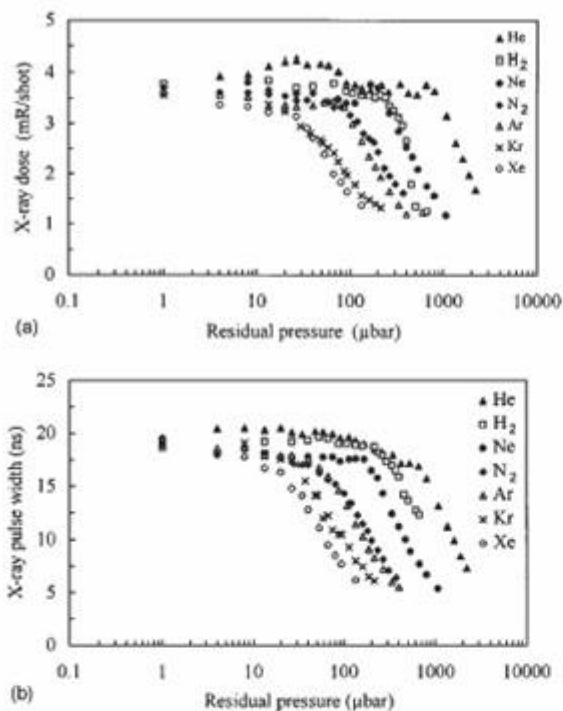 5
4
3
2
1
0
X-ray dose (mR/shot)
He
H2
Ne
N2
Ar
Kr
Xe
0.1 1 10 100 1000 10000
(a)
Residual pressure (µbar)
25
20
15
10
5
0
X-ray pulse width (ns)
He
H2
Ne
N2
Ar
Kr
Xe
0.1 1 10 100 1000 10000
(b)
Residual pressure (µbar)